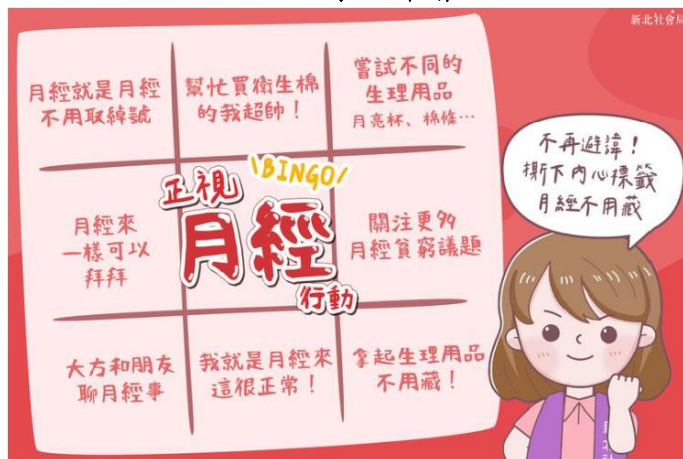 新北社會局
月經就是月經
不用取綽號
幫忙買衛生棉
的我超帥！
嘗試不同的
生理用品
月亮杯、棉條…
月經來
一樣可以
拜拜
\BINGO/
正視
月經
行動
關注更多
月經貧窮議題
大方和朋友
聊月經事
我就是月經來
這很正常！
拿起生理用品
不用藏！
不再避諱！
撕下內心標籤
月經不用藏